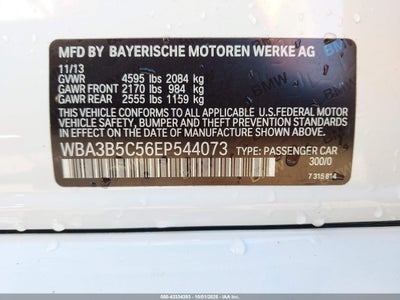 MFD BY BAYERISCHE MOTOREN WERKE AG
11/13
GVWR 4595 lbs 2084 kg
GAWR FRONT 2170 lbs 984 kg
GAWR REAR 2555 lbs 1159 kg
THIS VEHICLE CONFORMS TO ALL APPLICABLE U.S.FEDERAL MOTOR
VEHICLE SAFETY, BUMPER AND THEFT PREVENTION STANDARDS
IN EFFECT ON THE DATE OF MANUFACTURE SHOWN ABOVE.
WBA3B5C56EP544073 TYPE: PASSENGER CAR
300/0
7 315 814